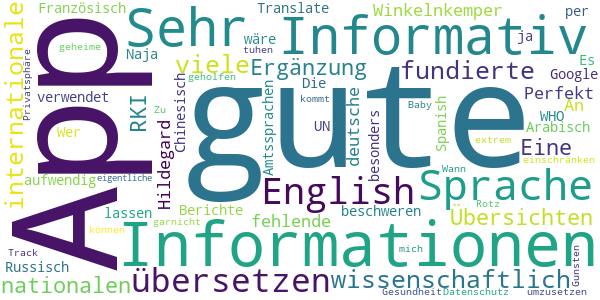 Französisch
Sehr
Translate
Winkelnkemper
per
internationale
Privatsphäre
geheime
App
Naja
viele
wäre
Informativ
ja
Es
Ergänzung
tuhen
fundierte
Google
verwendet
RKI
Chinesisch
geholfen
gute
Die
kommt
deutsche
Baby
Perfekt
Wer
Zu
Hildegard
Amtssprachen
UN
besonders
Spanish
WHO
An
Arabisch
Eine
aufwendig
eigentliche
English
extrem
einschränken
Wann
Sprache
lassen
Berichte
beschweren
Rotz
Übersichten
können
garnicht
fehlende
Track
Informationen
mich
Russisch
nationalen
übersetzen
wissenschaftlich
Gunsten
Gesundheit
Datenschutz
umzusetzen